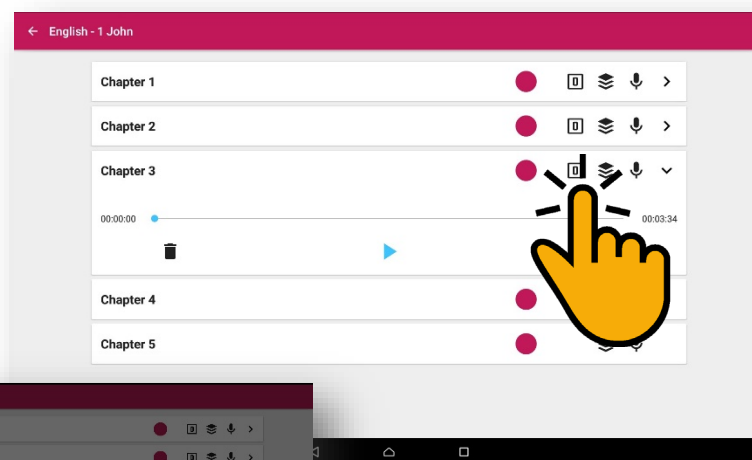 ← English - 1 John
Chapter 1
Chapter 2
Chapter 3
00:00:00 00:03:34
Chapter 4
Chapter 5